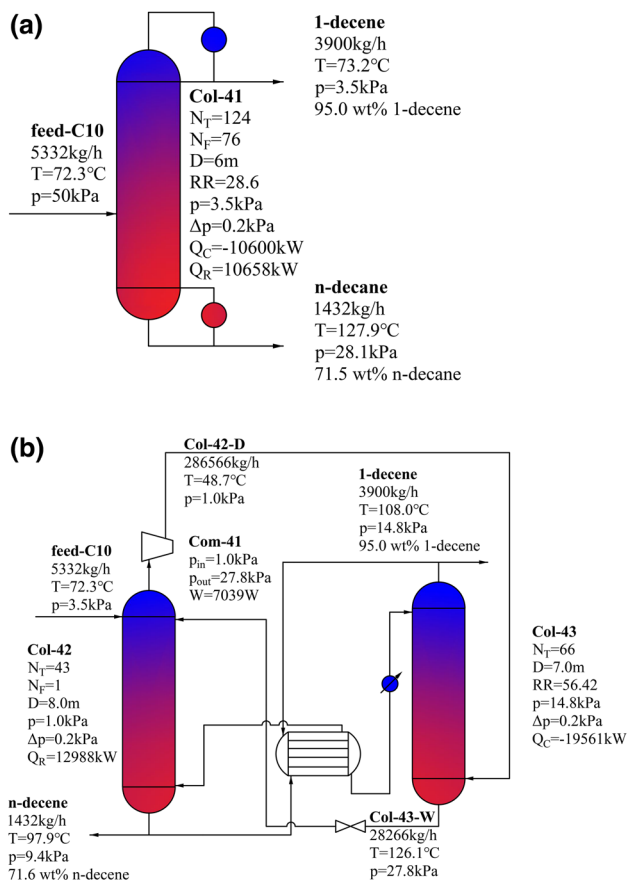 (a)
1-decene
3900kg/h
T=73.2℃
p=3.5kPa
95.0 wt% 1-decene
Col-41
N_T=124
N_F=76
D=6m
RR=28.6
p=3.5kPa
Δp=0.2kPa
Q_C=-10600kW
Q_R=10658kW
feed-C10
5332kg/h
T=72.3℃
p=50kPa
n-decane
1432kg/h
T=127.9℃
p=28.1kPa
71.5 wt% n-decane
(b)
Col-42-D
286566kg/h
T=48.7℃
p=1.0kPa
1-decene
3900kg/h
T=108.0℃
p=14.8kPa
95.0 wt% 1-decene
Com-41
p_in=1.0kPa
p_out=27.8kPa
W=7039W
feed-C10
5332kg/h
T=72.3℃
p=3.5kPa
Col-42
N_T=43
N_F=1
D=8.0m
p=1.0kPa
Δp=0.2kPa
Q_R=12988kW
Col-43
N_T=66
D=7.0m
RR=56.42
p=14.8kPa
Δp=0.2kPa
Q_C=-19561kW
n-decene
1432kg/h
T=97.9℃
p=9.4kPa
71.6 wt% n-decene
Col-43-W
28266kg/h
T=126.1℃
p=27.8kPa